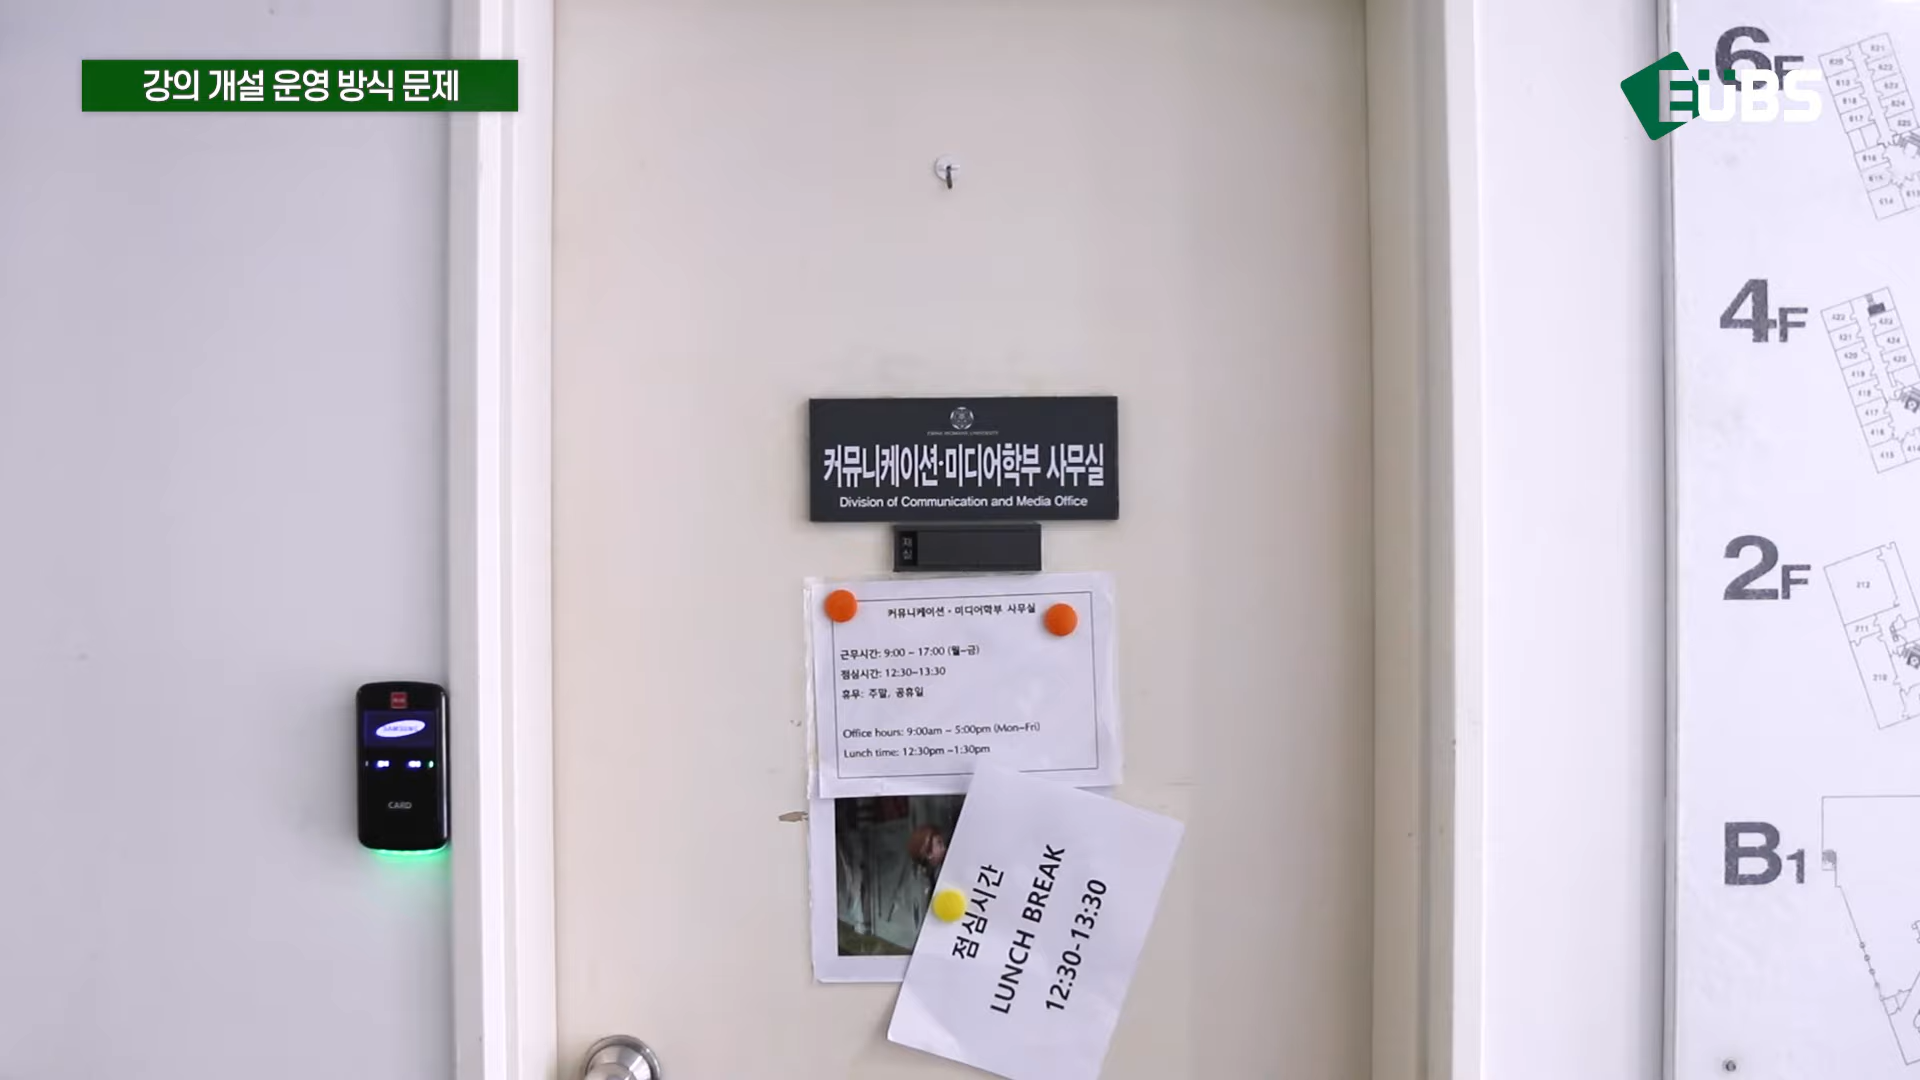 강의 개설 운영 방식 문제
EUBS
6F
4F
2F
B1
EWHA WOMANS UNIVERSITY
커뮤니케이션·미디어학부 사무실
Division of Communication and Media Office
재실
커뮤니케이션·미디어학부 사무실
근무시간: 9:00 – 17:00 (월–금)
점심시간: 12:30–13:30
휴무: 주말, 공휴일
Office hours: 9:00am – 5:00pm (Mon–Fri)
Lunch time: 12:30pm –1:30pm
점심시간
LUNCH BREAK
12:30-13:30
SAMSUNG
CARD